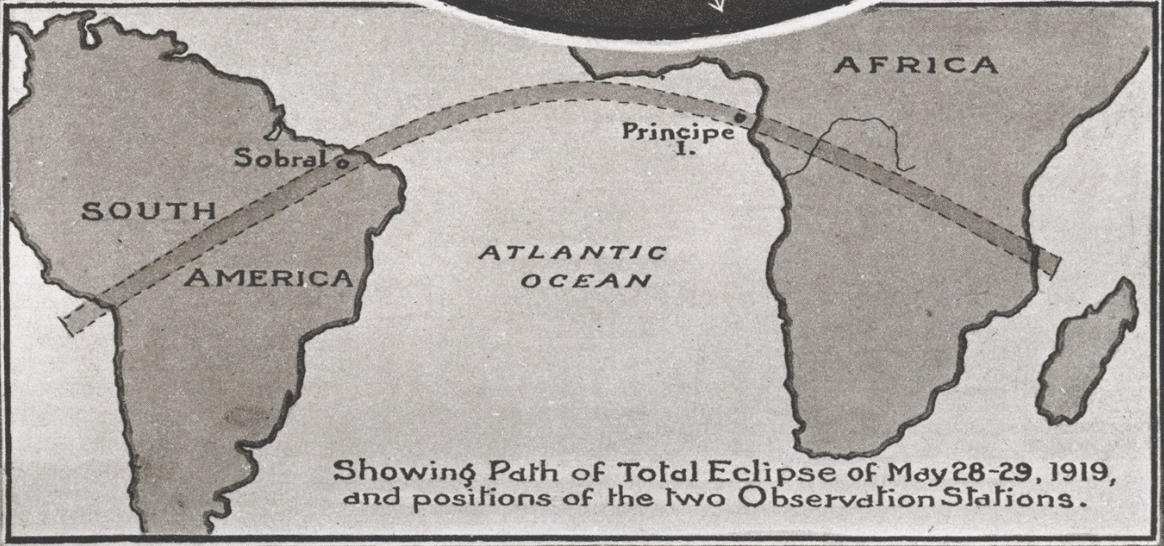 AFRICA
Principe
I.
Sobral
SOUTH
AMERICA
ATLANTIC
OCEAN
Showing Path of Total Eclipse of May 28-29, 1919,
and positions of the two Observation Stations.